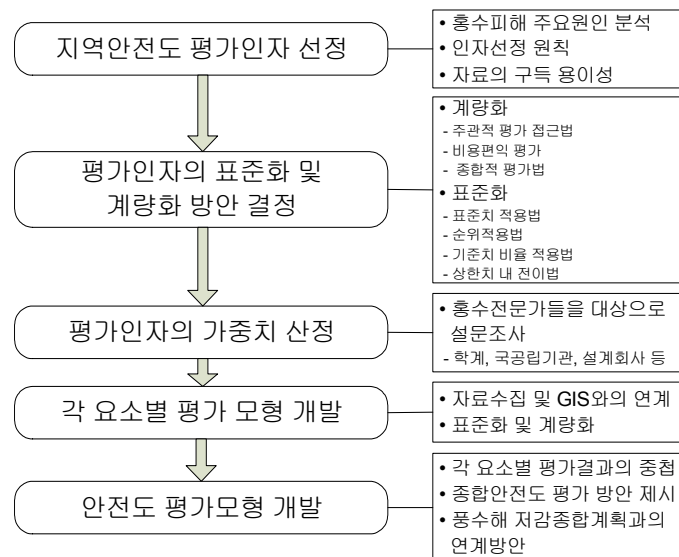 지역안전도 평가인자 선정
• 홍수피해 주요원인 분석
• 인자선정 원칙
• 자료의 구득 용이성
평가인자의 표준화 및
계량화 방안 결정
• 계량화
- 주관적 평가 접근법
- 비용편익 평가
- 종합적 평가법
• 표준화
- 표준치 적용법
- 순위적용법
- 기준치 비율 적용법
- 상한치 내 전이법
평가인자의 가중치 산정
• 홍수전문가들을 대상으로
설문조사
- 학계, 국공립기관, 설계회사 등
각 요소별 평가 모형 개발
• 자료수집 및 GIS와의 연계
• 표준화 및 계량화
안전도 평가모형 개발
• 각 요소별 평가결과의 중첩
• 종합안전도 평가 방안 제시
• 풍수해 저감종합계획과의
연계방안